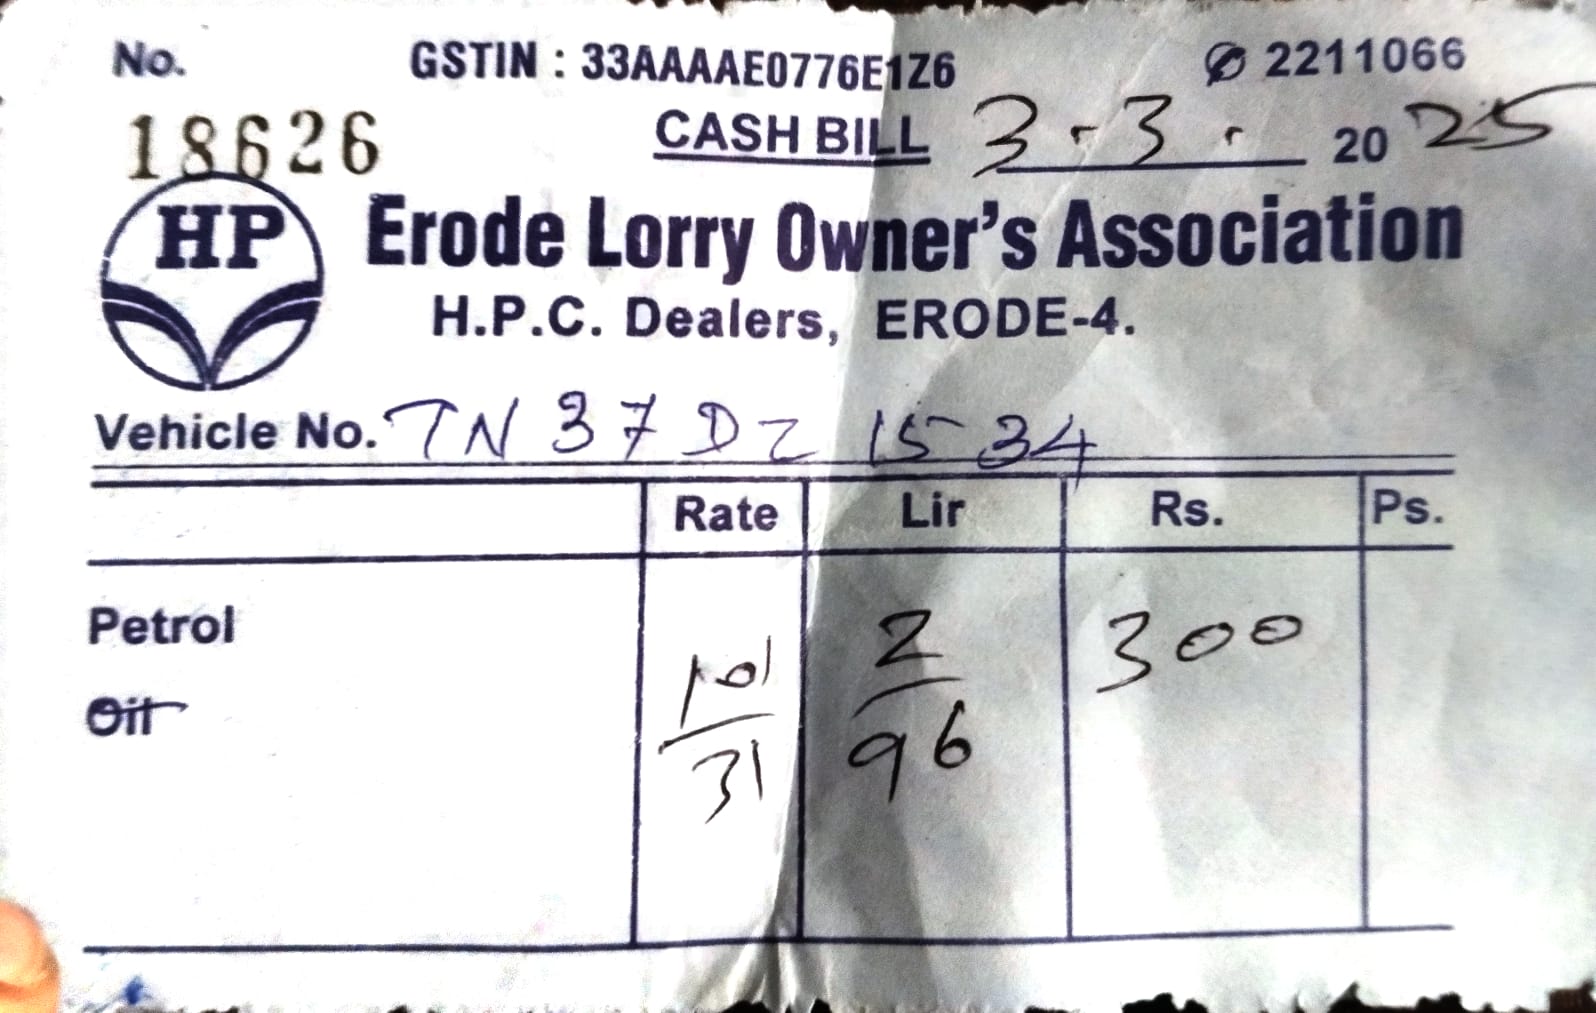 No. GSTIN : 33AAAAE0776E1Z6 ✆ 2211066
18626 CASH BILL 3-3. 2025
HP Erode Lorry Owner's Association
H.P.C. Dealers, ERODE-4.
Vehicle No. TN 37 DZ 1534
Rate Lir Rs. Ps.
Petrol 101/31 2/96 300
Oil